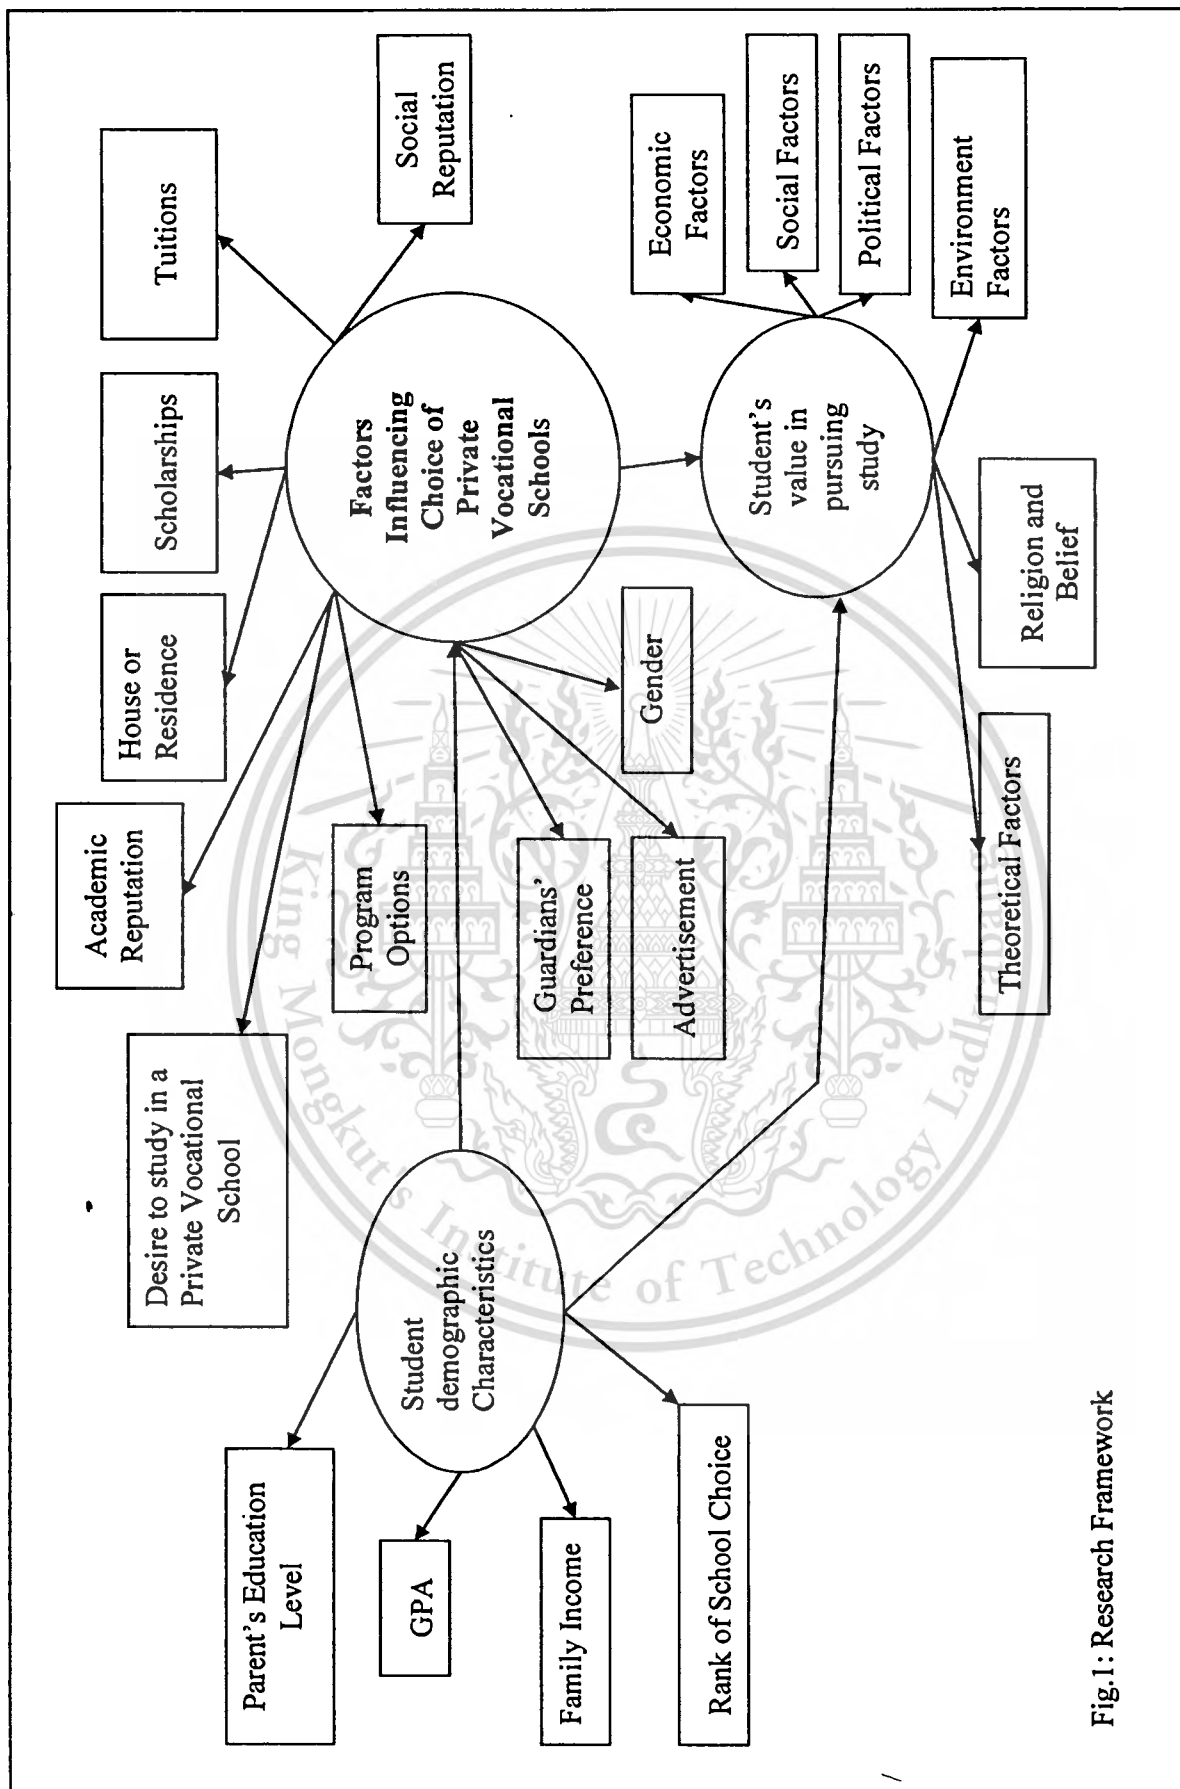 Parent's Education
Level
GPA
Family Income
Rank of School Choice
Student
demographic
Characteristics
Desire to study in a
Private Vocational
School
Academic
Reputation
House or
Residence
Scholarships
Tuitions
Social
Reputation
Program
Options
Guardians'
Preference
Advertisement
Gender
Factors
Influencing
Choice of
Private
Vocational
Schools
Student's
value in
pursuing
study
Economic
Factors
Social Factors
Political Factors
Environment
Factors
Religion and
Belief
Theoretical Factors
King Mongkut's Institute of Technology Ladkrabang
Fig.1: Research Framework